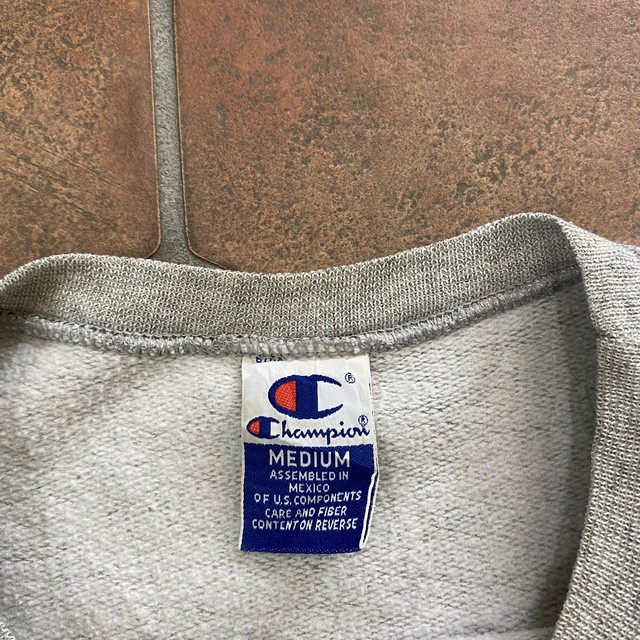 ®
Champion®
MEDIUM
ASSEMBLED IN
MEXICO
OF U.S. COMPONENTS
CARE AND FIBER
CONTENT ON REVERSE